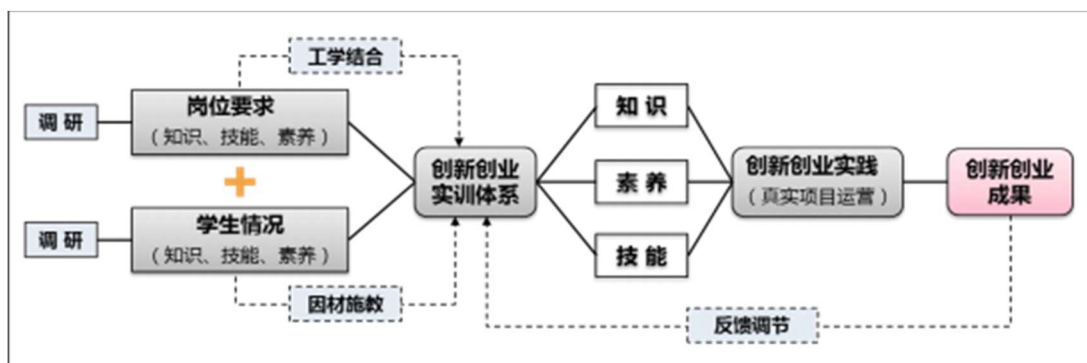 工学结合
调 研
岗位要求
（知识、技能、素养）
调 研
学生情况
（知识、技能、素养）
因材施教
创新创业
实训体系
知 识
素 养
技 能
创新创业实践
（真实项目运营）
创新创业
成果
反馈调节